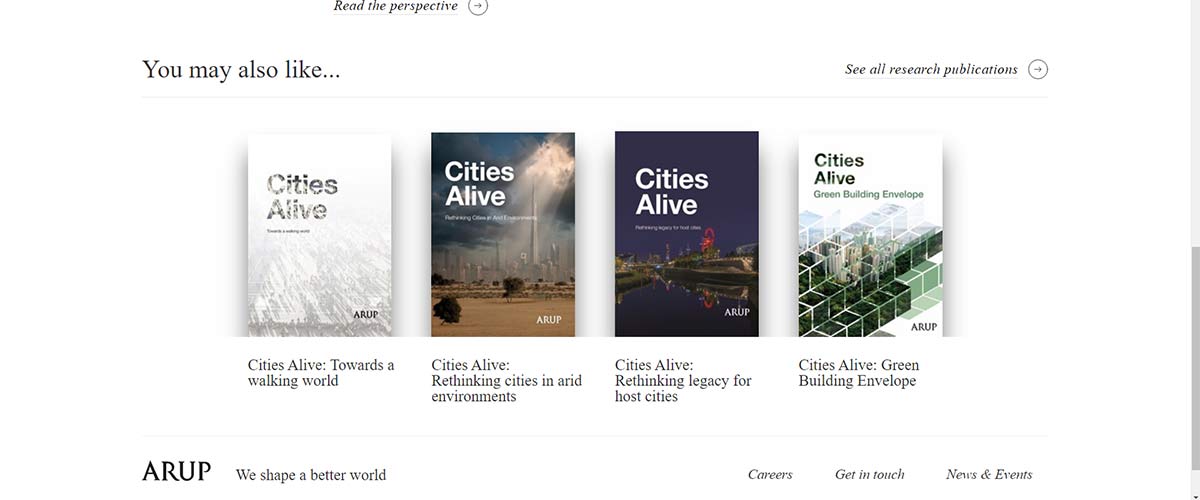 Read the perspective
You may also like...
See all research publications
Cities
Alive
Towards a walking world
ARUP
Cities
Alive
Rethinking Cities in Arid Environments
ARUP
Cities
Alive
Rethinking legacy for host cities
ARUP
Cities
Alive
Green Building Envelope
ARUP
Cities Alive: Towards a
walking world
Cities Alive:
Rethinking cities in arid
environments
Cities Alive:
Rethinking legacy for
host cities
Cities Alive: Green
Building Envelope
ARUP
We shape a better world
Careers
Get in touch
News & Events